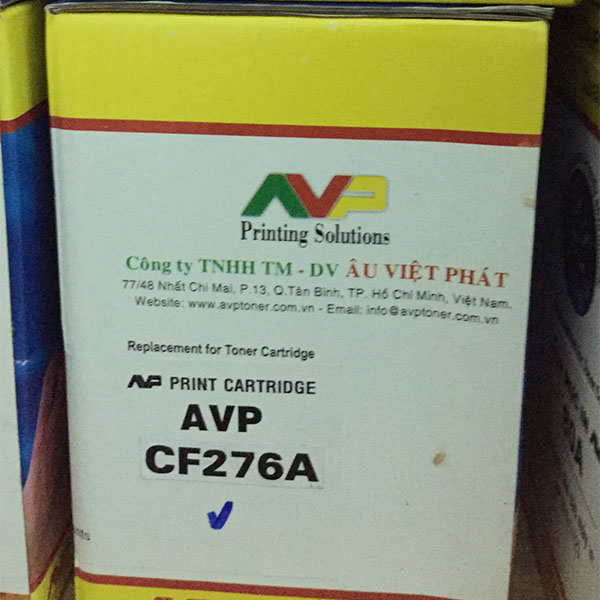 AVP
Printing Solutions
Công ty TNHH TM - DV ÂU VIỆT PHÁT
77/48 Nhất Chi Mai, P.13, Q.Tân Bình, TP. Hồ Chí Minh, Việt Nam.
Website: www.avptoner.com.vn - Email: info@avptoner.com.vn
Replacement for Toner Cartridge
AVP PRINT CARTRIDGE
AVP
CF276A